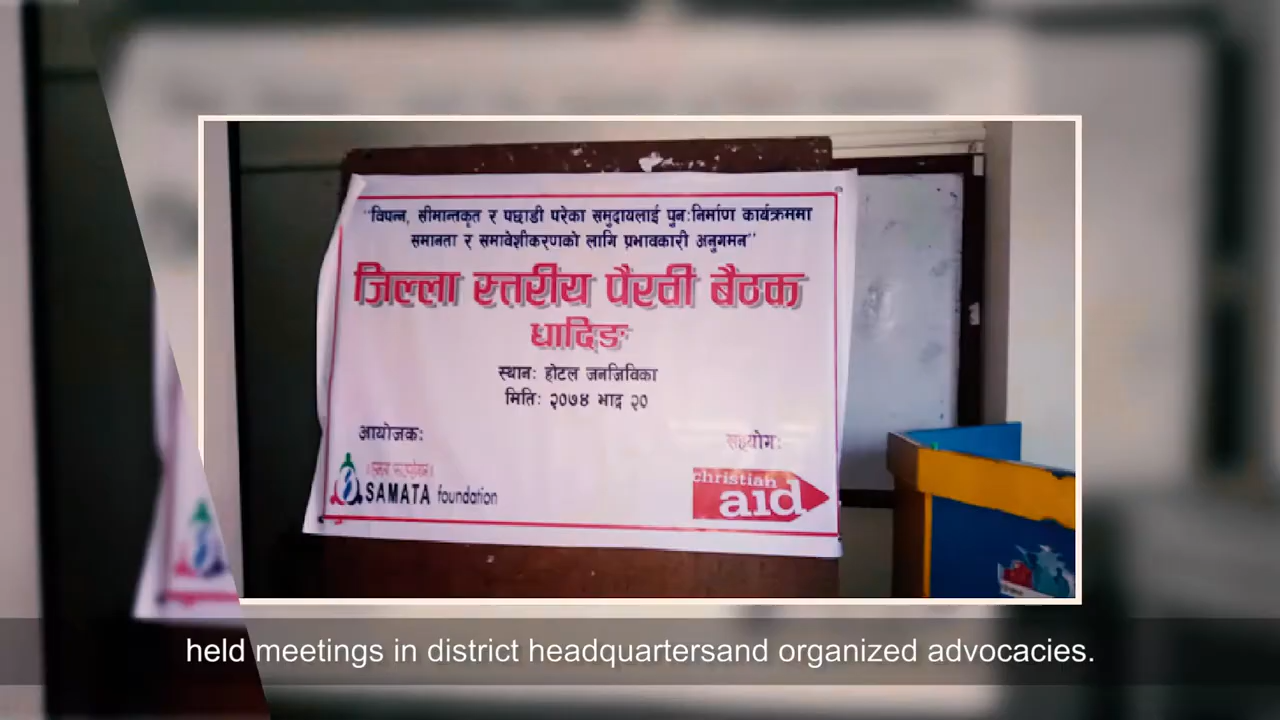 “विपन्न, सीमान्तकृत र पछाडी परेका समुदायलाई पुन:निर्माण कार्यक्रममा
समानता र समावेशीकरणको लागि प्रभावकारी अनुगमन”
जिल्ला स्तरीय पैरवी बैठक
धादिङ
स्थान: होटल जनजिविका
मिति: २०७४ भाद्र २०
आयोजक:
सहयोग:
SAMATA foundation
christian
aid
held meetings in district headquartersand organized advocacies.